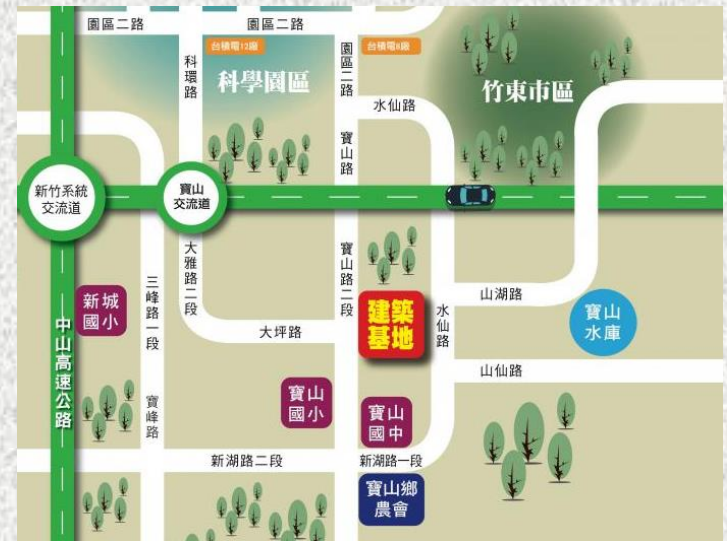 園區二路
園區二路
台積電12廠
台積電8廠
科環路
科學園區
園區二路
竹東市區
水仙路
寶山路
新竹系統
交流道
寶山
交流道
大雅路二段
寶山路二段
三峰路一段
新城
國小
建築
基地
水仙路
山湖路
寶山
水庫
中山高速公路
大坪路
山仙路
寶峰路
寶山
國小
寶山
國中
新湖路二段
新湖路一段
寶山鄉
農會